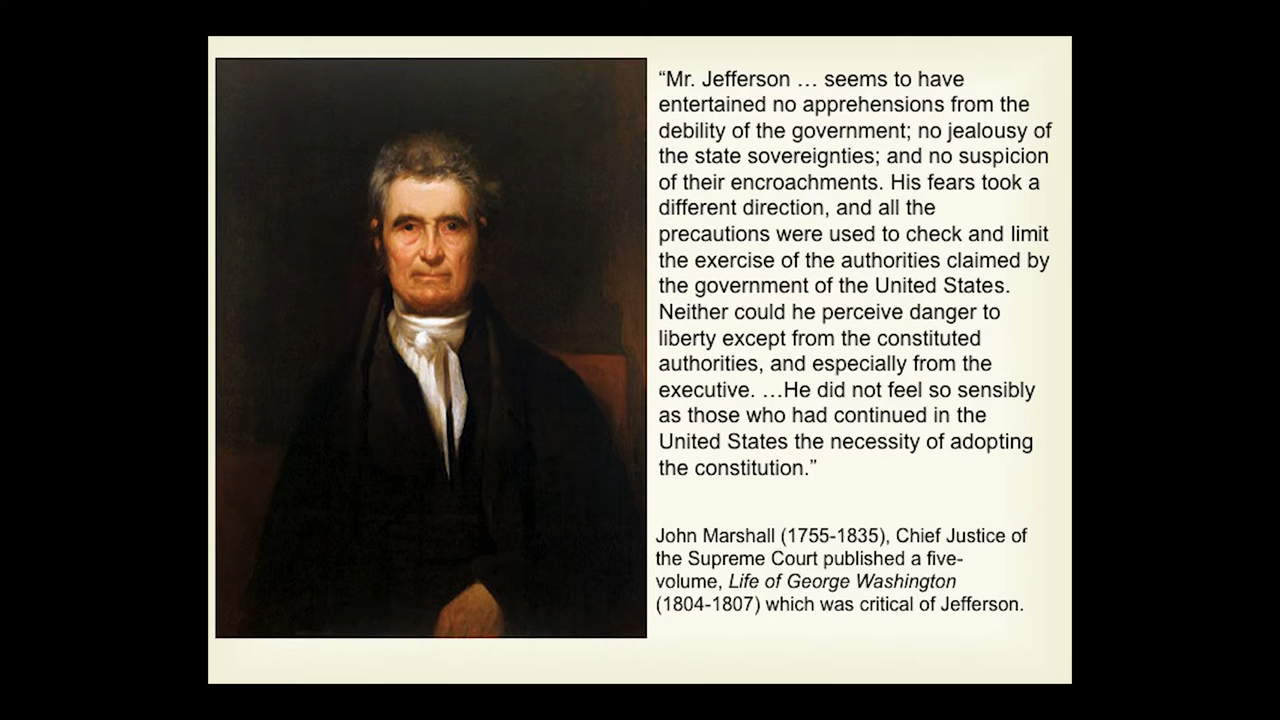 “Mr. Jefferson … seems to have
entertained no apprehensions from the
debility of the government; no jealousy of
the state sovereignties; and no suspicion
of their encroachments. His fears took a
different direction, and all the
precautions were used to check and limit
the exercise of the authorities claimed by
the government of the United States.
Neither could he perceive danger to
liberty except from the constituted
authorities, and especially from the
executive. …He did not feel so sensibly
as those who had continued in the
United States the necessity of adopting
the constitution.”
John Marshall (1755-1835), Chief Justice of
the Supreme Court published a five-
volume, Life of George Washington
(1804-1807) which was critical of Jefferson.